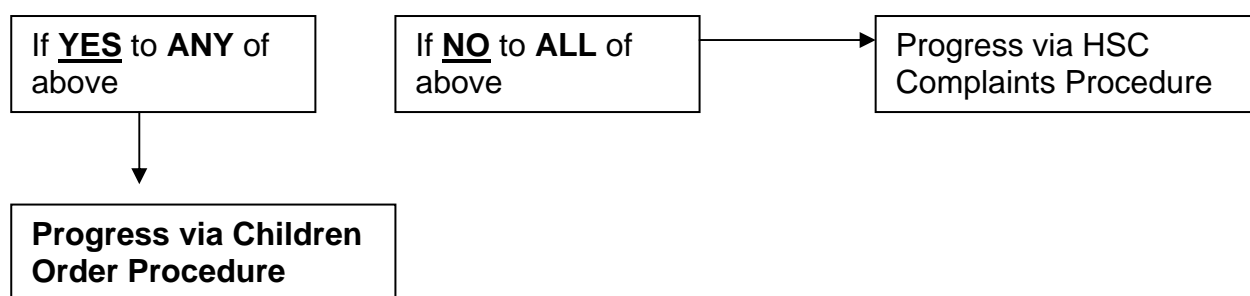 If YES to ANY of
above
If NO to ALL of
above
Progress via HSC
Complaints Procedure
Progress via Children
Order Procedure